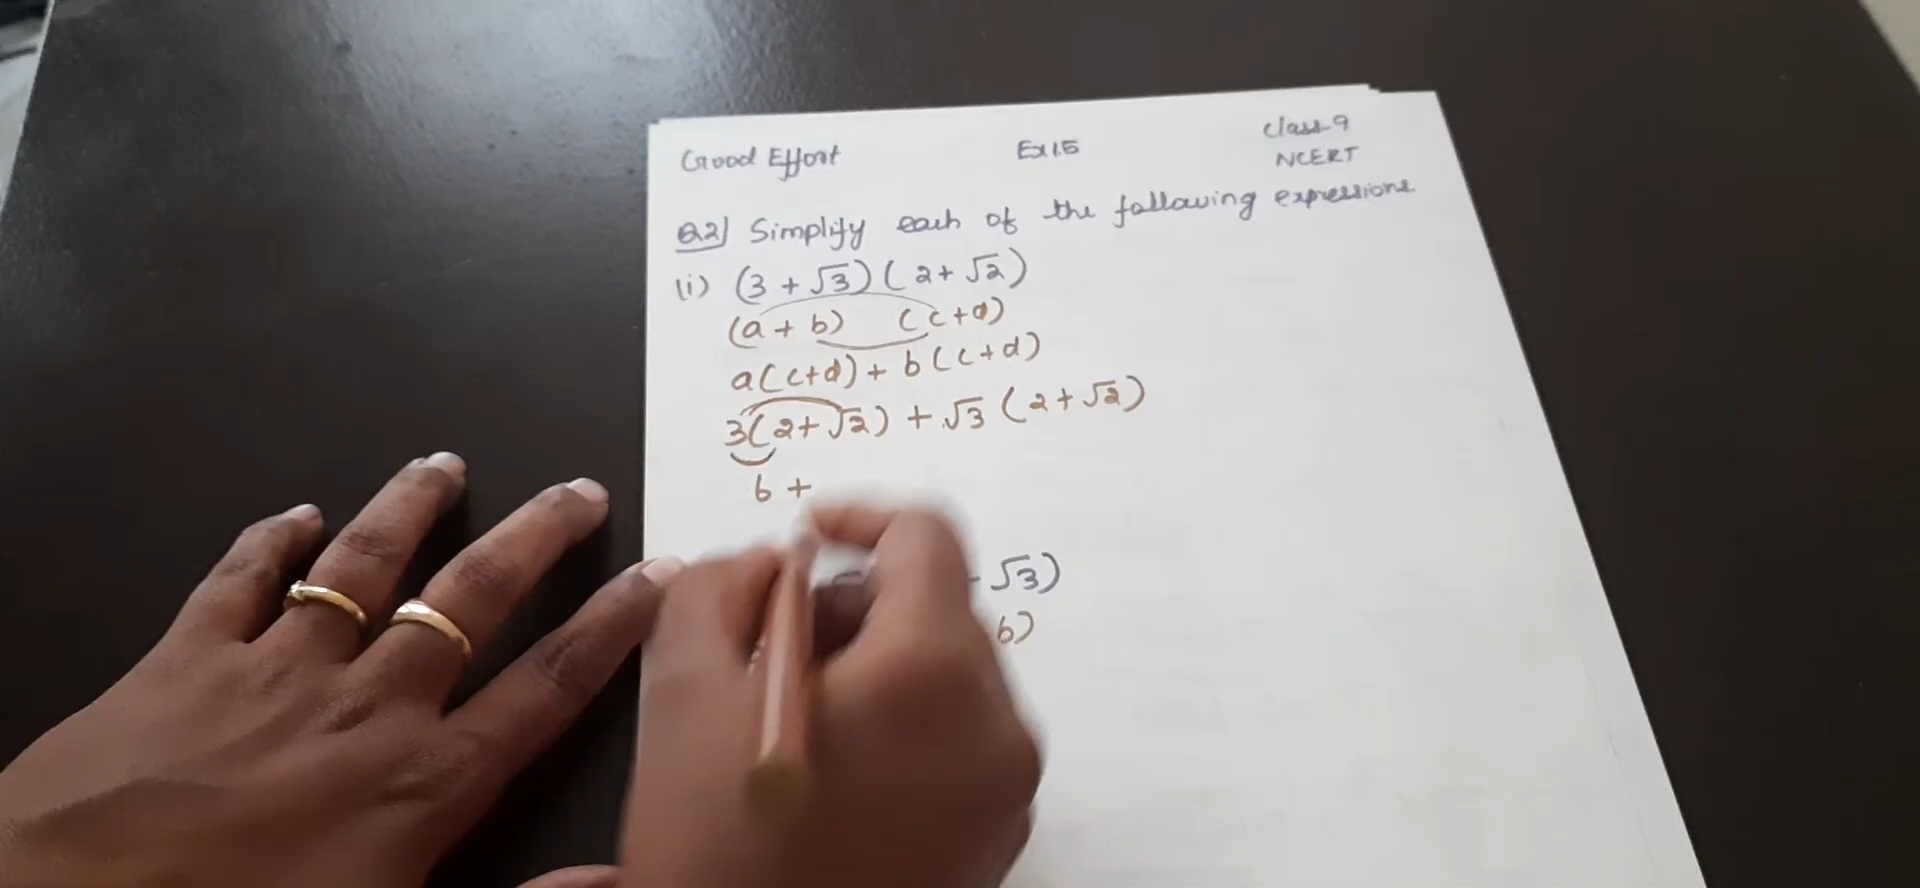 Good Effort Ex1.5 Class-9
NCERT
Q2) Simplify each of the following expressions.
(i) (3 + √3) ( 2 + √2)
(a + b) (c+d)
a(c+d) + b(c+d)
3(2+√2) + √3 (2+√2)
6 +
- √3)
b)